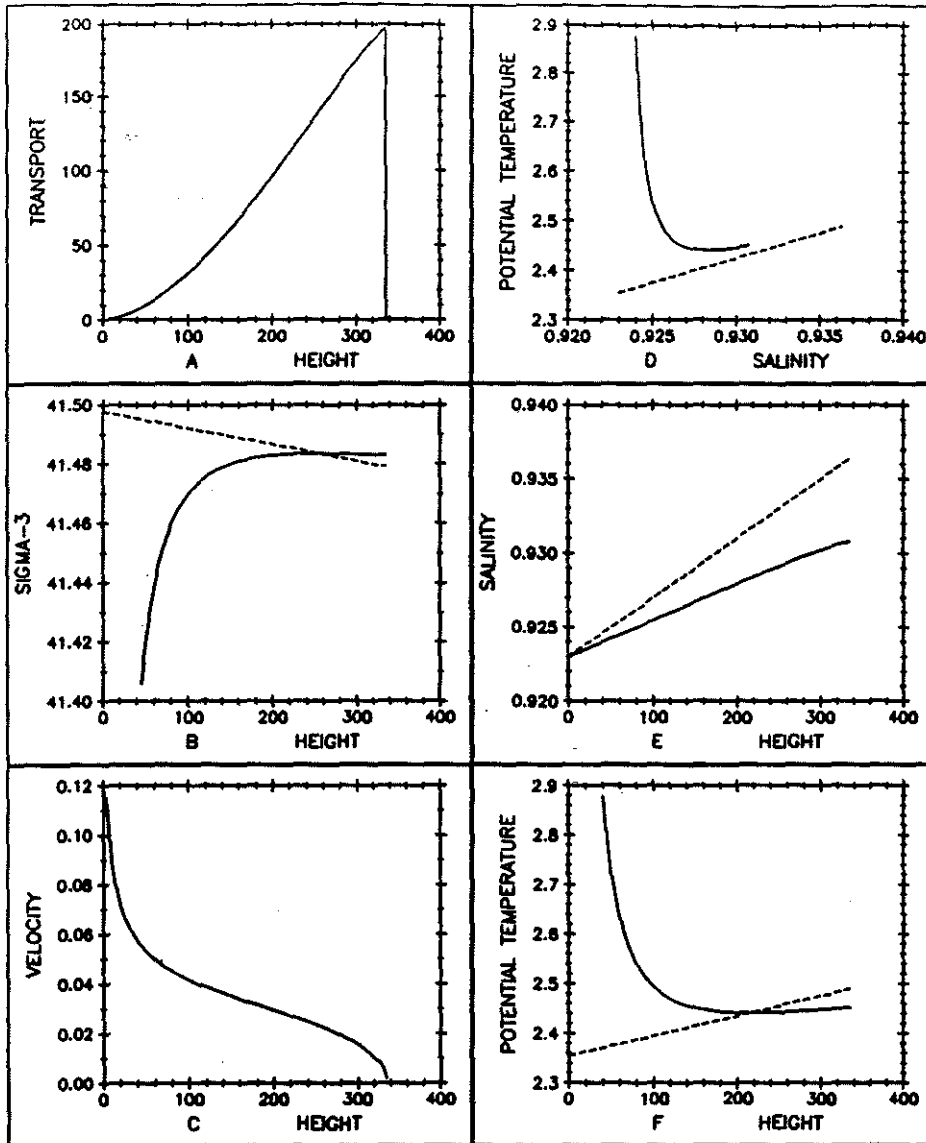 200
150
100
50
0
TRANSPORT
0 100 200 300 400
A HEIGHT
2.9
2.8
2.7
2.6
2.5
2.4
2.3
POTENTIAL TEMPERATURE
0.920 0.925 0.930 0.935 0.940
D SALINITY
41.50
41.48
41.46
41.44
41.42
41.40
SIGMA-3
0 100 200 300 400
B HEIGHT
0.940
0.935
0.930
0.925
0.920
SALINITY
0 100 200 300 400
E HEIGHT
0.12
0.10
0.08
0.06
0.04
0.02
0.00
VELOCITY
0 100 200 300 400
C HEIGHT
2.9
2.8
2.7
2.6
2.5
2.4
2.3
POTENTIAL TEMPERATURE
0 100 200 300 400
F HEIGHT